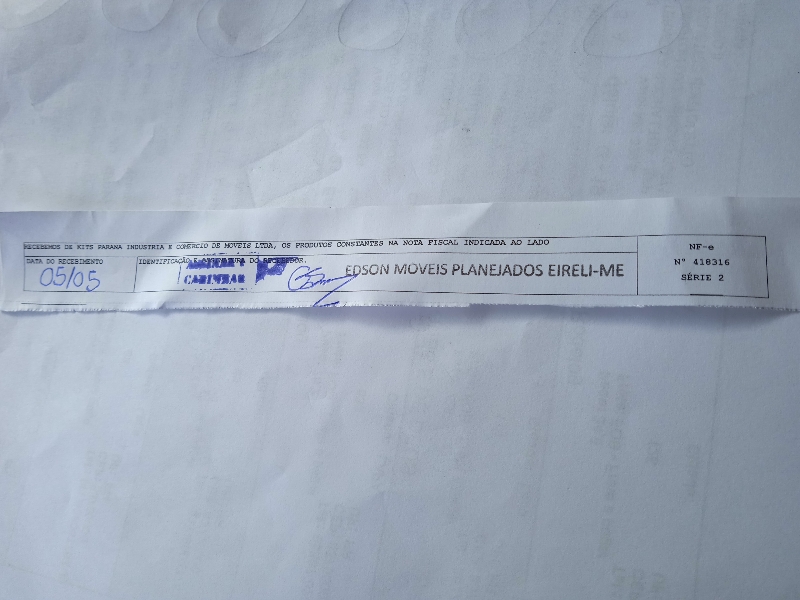 RECEBEMOS DE KITS PARANA INDUSTRIA E COMERCIO DE MOVEIS LTDA, OS PRODUTOS CONSTANTES NA NOTA FISCAL INDICADA AO LADO
DATA DO RECEBIMENTO
05/05
IDENTIFICAÇÃO E ASSINATURA DO RECEBEDOR.
CARIMBAR
EDSON MOVEIS PLANEJADOS EIRELI-ME
NF-e
Nº 418316
SÉRIE 2